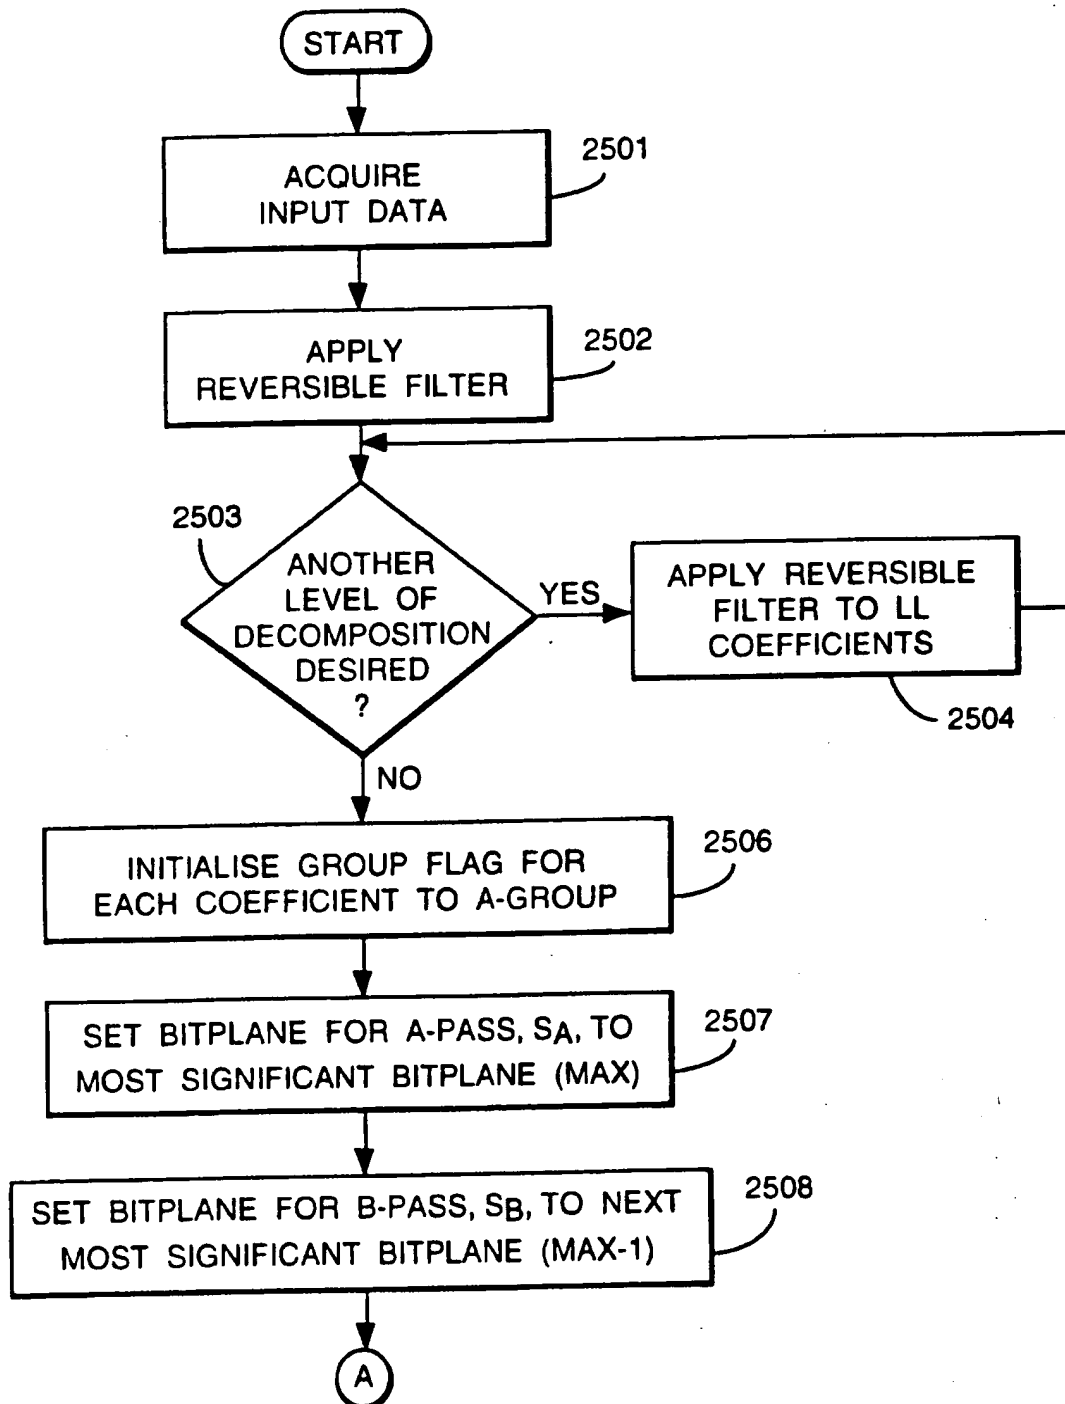 START
ACQUIRE
INPUT DATA
2501
APPLY
REVERSIBLE FILTER
2502
2503
ANOTHER
LEVEL OF
DECOMPOSITION
DESIRED
?
YES
APPLY REVERSIBLE
FILTER TO LL
COEFFICIENTS
2504
NO
INITIALISE GROUP FLAG FOR
EACH COEFFICIENT TO A-GROUP
2506
SET BITPLANE FOR A-PASS, SA, TO
MOST SIGNIFICANT BITPLANE (MAX)
2507
SET BITPLANE FOR B-PASS, SB, TO NEXT
MOST SIGNIFICANT BITPLANE (MAX-1)
2508
A